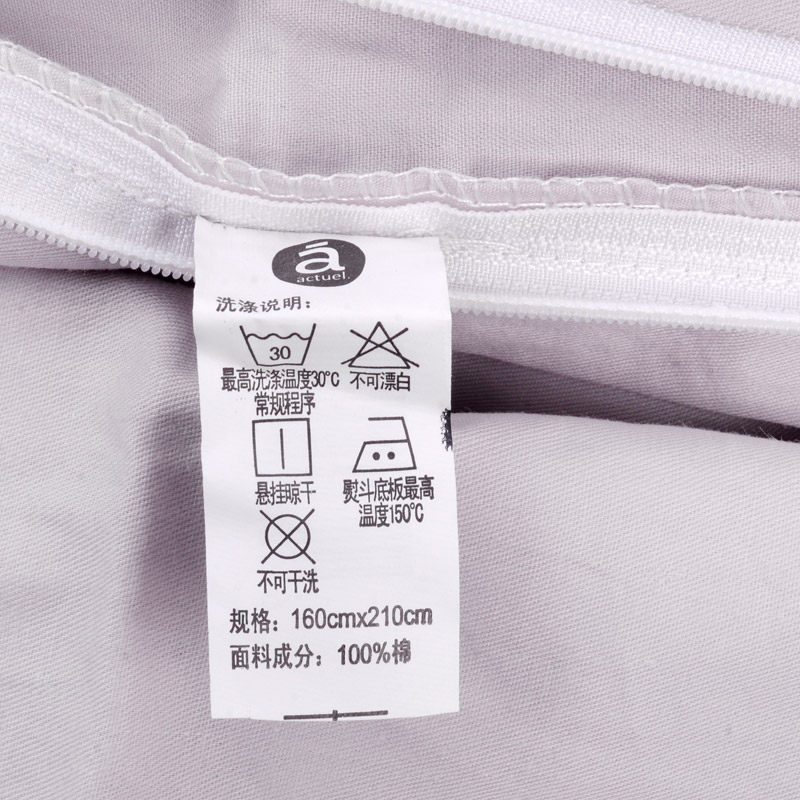 á
actuel.
洗涤说明：
30
最高洗涤温度30℃
常规程序
不可漂白
悬挂晾干
熨斗底板最高
温度150℃
不可干洗
规格：160cmx210cm
面料成分：100%棉